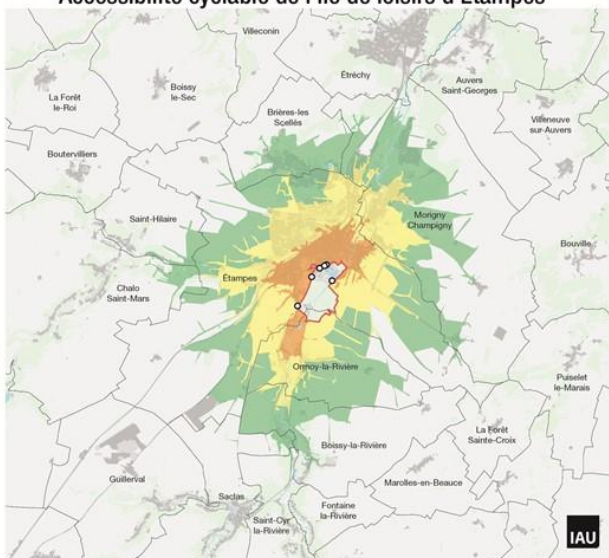 Accessibilité cyclable de l'île de loisirs d'Étampes
Villeconin
Étréchy
Auvers
Saint-Georges
La Forêt
le-Roi
Boissy
le-Sec
Brières-les
Scellés
Villeneuve
sur-Auvers
Boutervilliers
Saint-Hilaire
Morigny
Champigny
Bouville
Étampes
Chalo
Saint-Mars
Ormoy-la-Rivière
Puiselet
le-Marais
La Forêt
Sainte-Croix
Boissy-la-Rivière
Guillerval
Marolles-en-Beauce
Saclas
Fontaine
la-Rivière
Saint-Cyr
la-Rivière
IAU